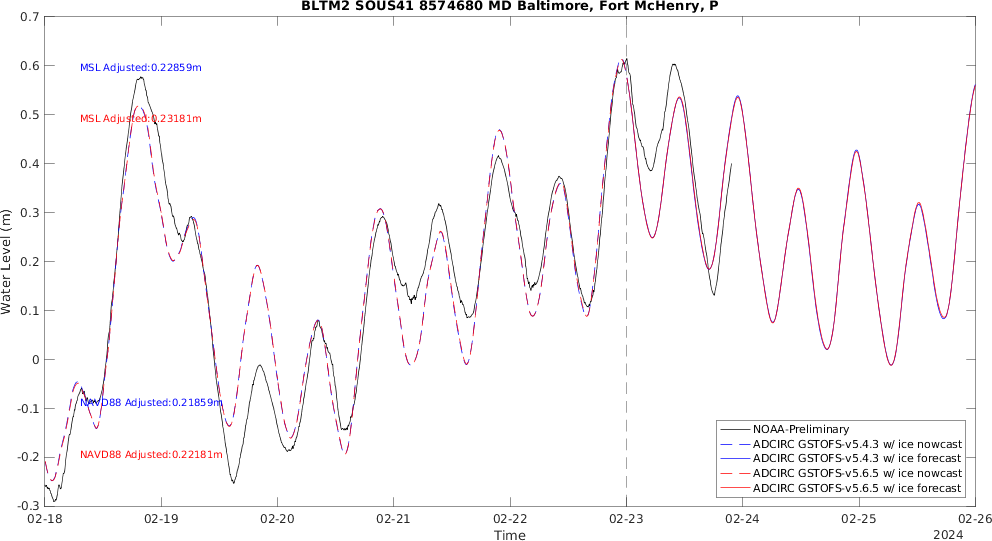 BLTM2 SOUS41 8574680 MD Baltimore, Fort McHenry, P
0.7
0.6
0.5
0.4
0.3
0.2
0.1
0
-0.1
-0.2
-0.3
Water Level (m)
MSL Adjusted:0.22859m
MSL Adjusted:0.23181m
NAVD88 Adjusted:0.21859m
NAVD88 Adjusted:0.22181m
NOAA-Preliminary
ADCIRC GSTOFS-v5.4.3 w/ ice nowcast
ADCIRC GSTOFS-v5.4.3 w/ ice forecast
ADCIRC GSTOFS-v5.6.5 w/ ice nowcast
ADCIRC GSTOFS-v5.6.5 w/ ice forecast
02-18 02-19 02-20 02-21 02-22 02-23 02-24 02-25 02-26
Time
2024